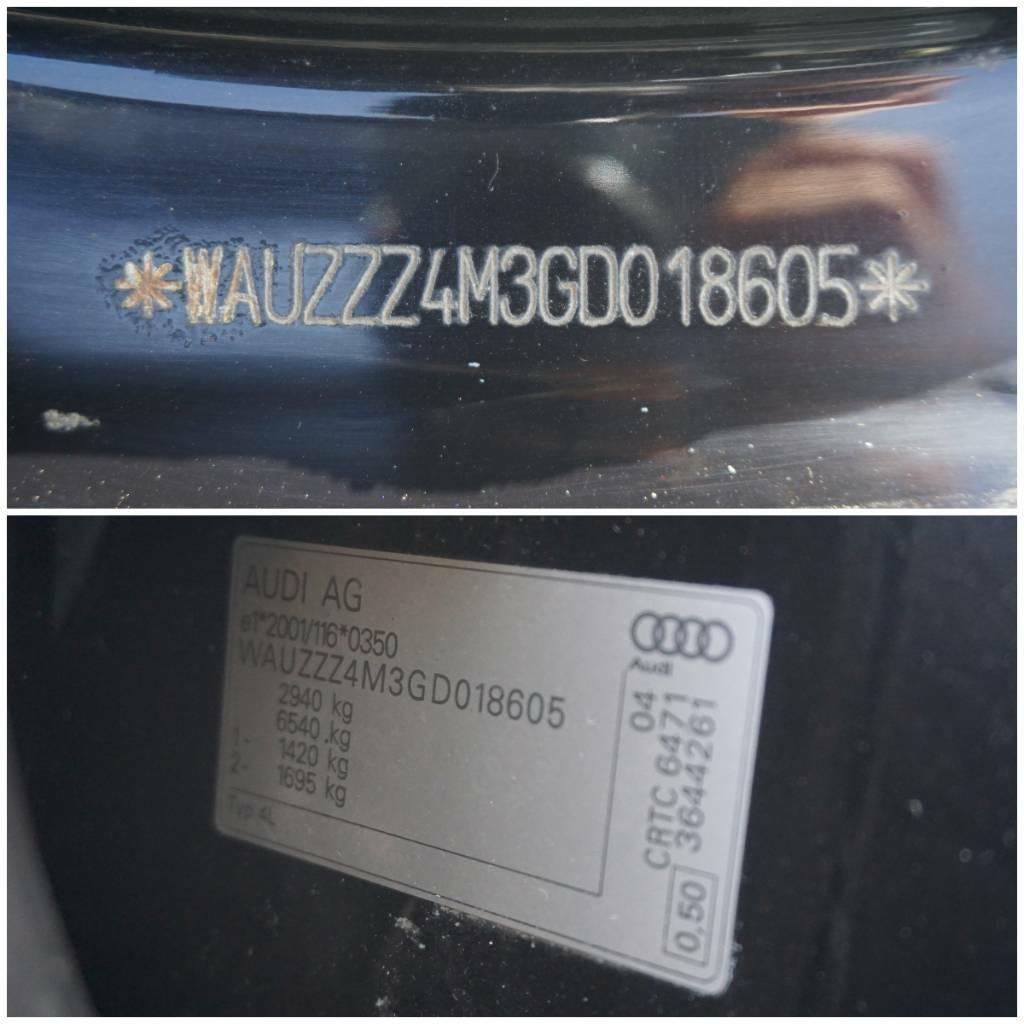 *WAUZZZ4M3GD018605*
AUDI AG
e1*2001/116*0350
WAUZZZ4M3GD018605
2940 kg
6540 kg
1- 1420 kg
2- 1695 kg
Typ 4L
Audi
04
CRTC 6471
3644261
0.50